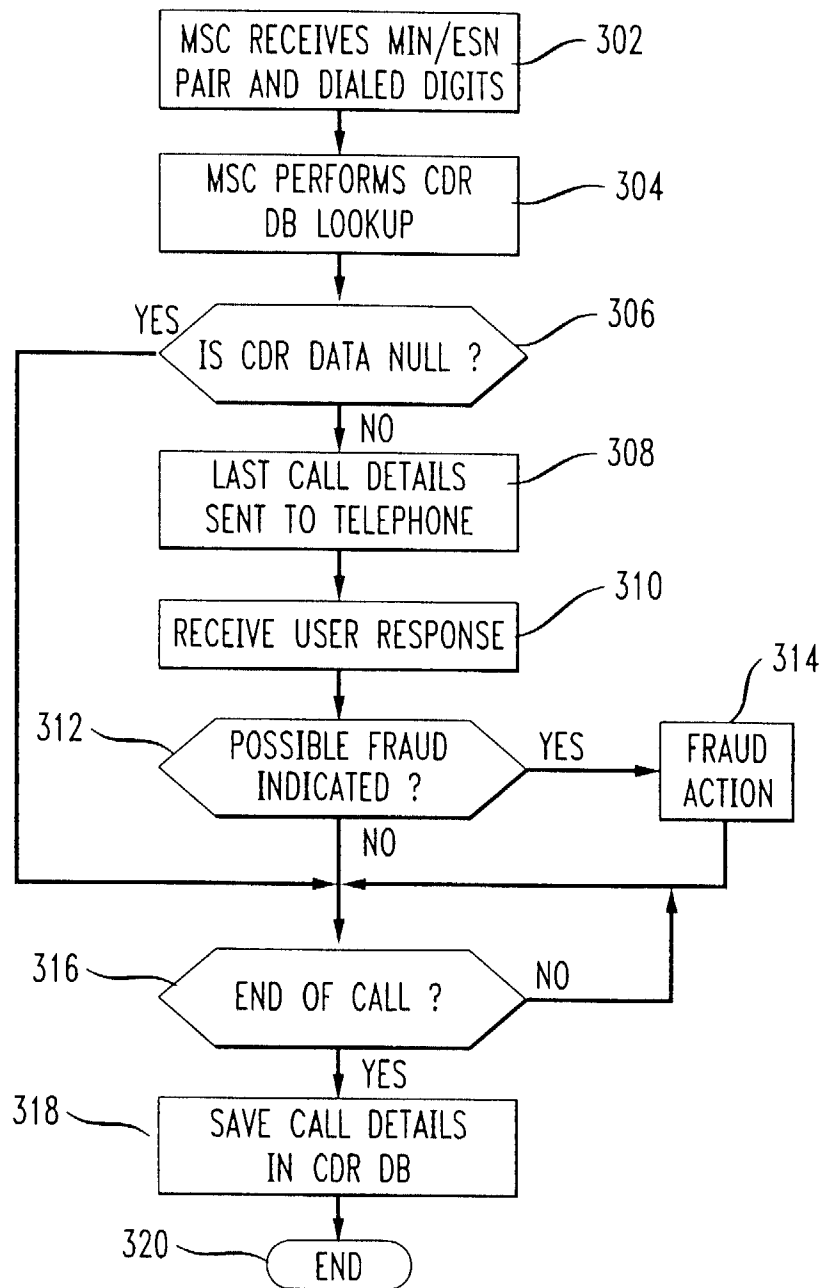 MSC RECEIVES MIN/ESN
PAIR AND DIALED DIGITS
302
MSC PERFORMS CDR
DB LOOKUP
304
YES
IS CDR DATA NULL ?
306
NO
LAST CALL DETAILS
SENT TO TELEPHONE
308
RECEIVE USER RESPONSE
310
312
POSSIBLE FRAUD
INDICATED ?
YES
FRAUD
ACTION
314
NO
316
END OF CALL ?
NO
YES
318
SAVE CALL DETAILS
IN CDR DB
320
END